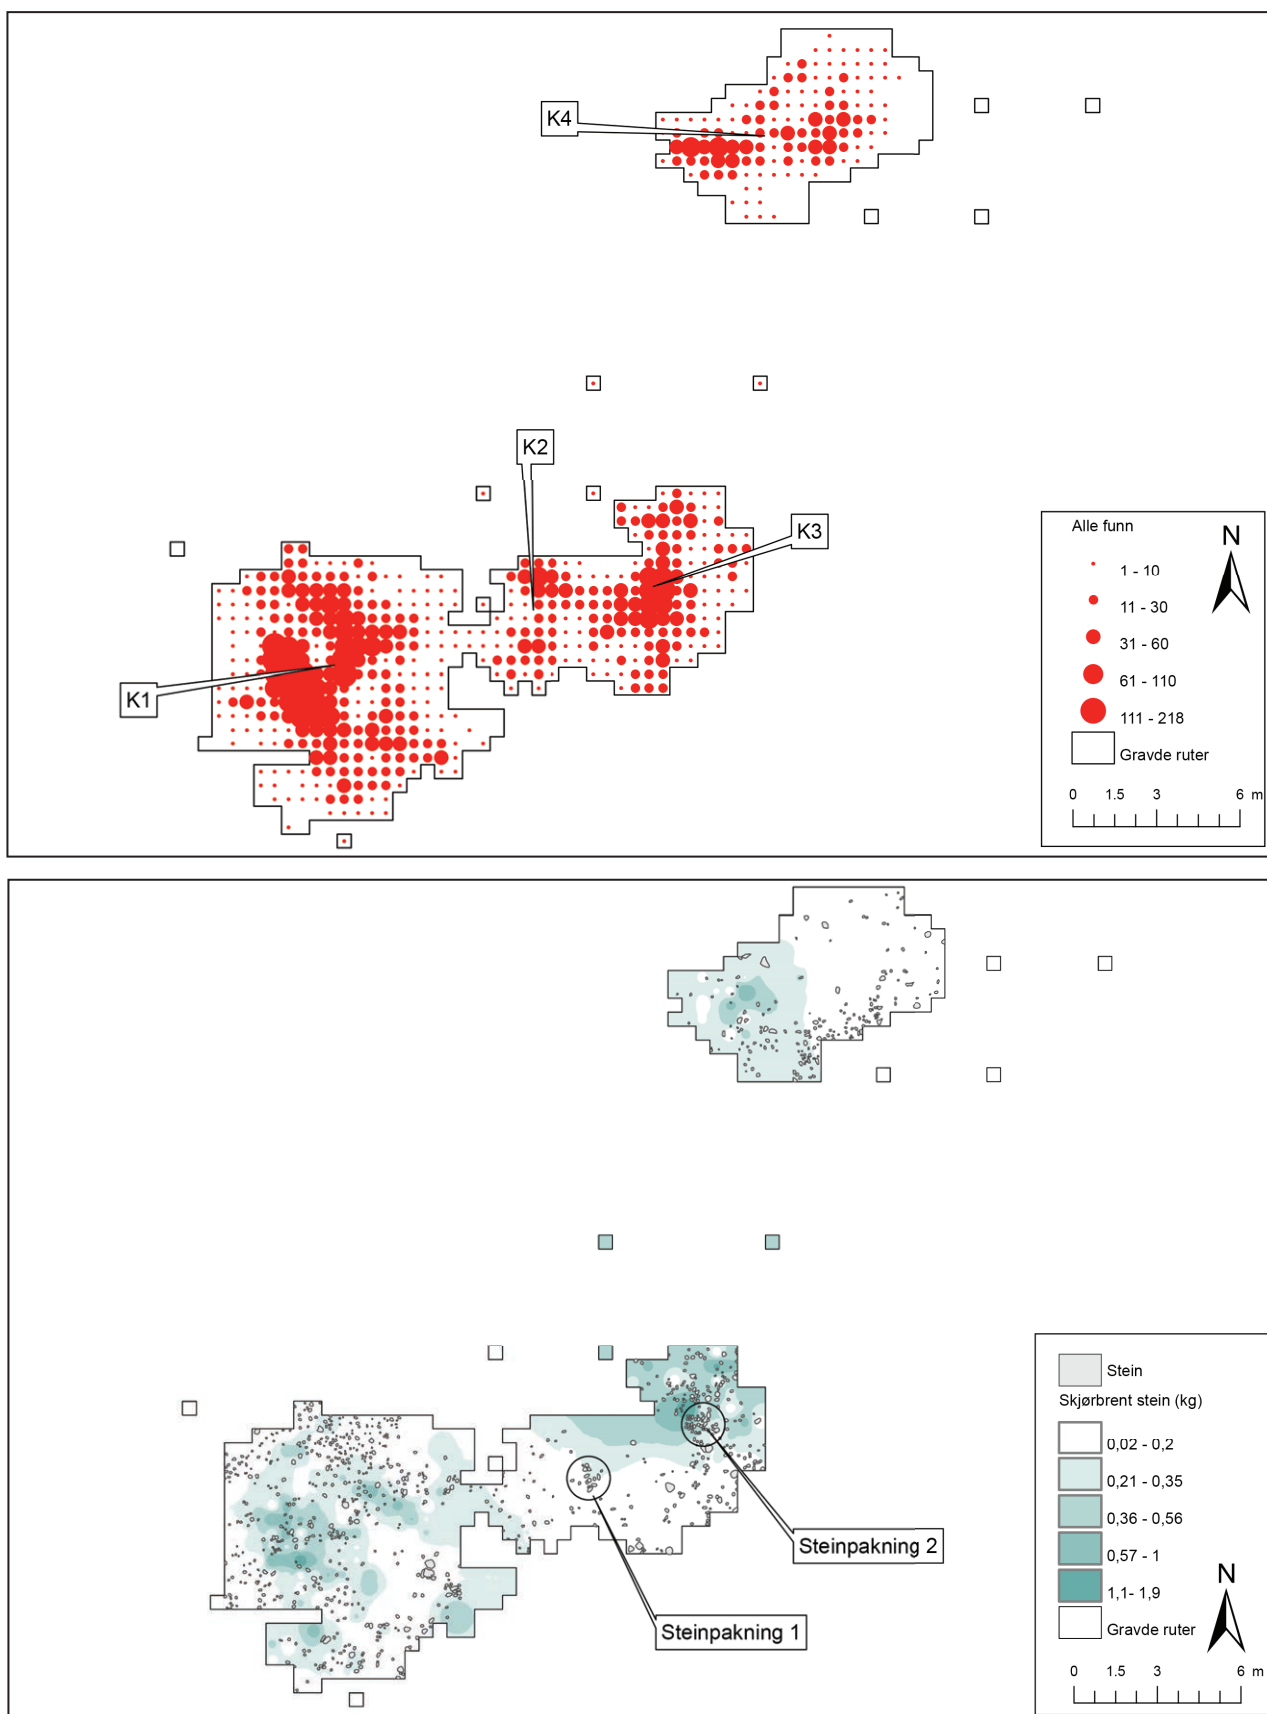 K4
K2
K3
K1
Alle funn
N
1 - 10
11 - 30
31 - 60
61 - 110
111 - 218
Gravde ruter
0 1.5 3 6 m
Steinpakning 2
Steinpakning 1
Stein
Skjørbrent stein (kg)
0,02 - 0,2
0,21 - 0,35
0,36 - 0,56
0,57 - 1
1,1- 1,9
Gravde ruter
N
0 1.5 3 6 m